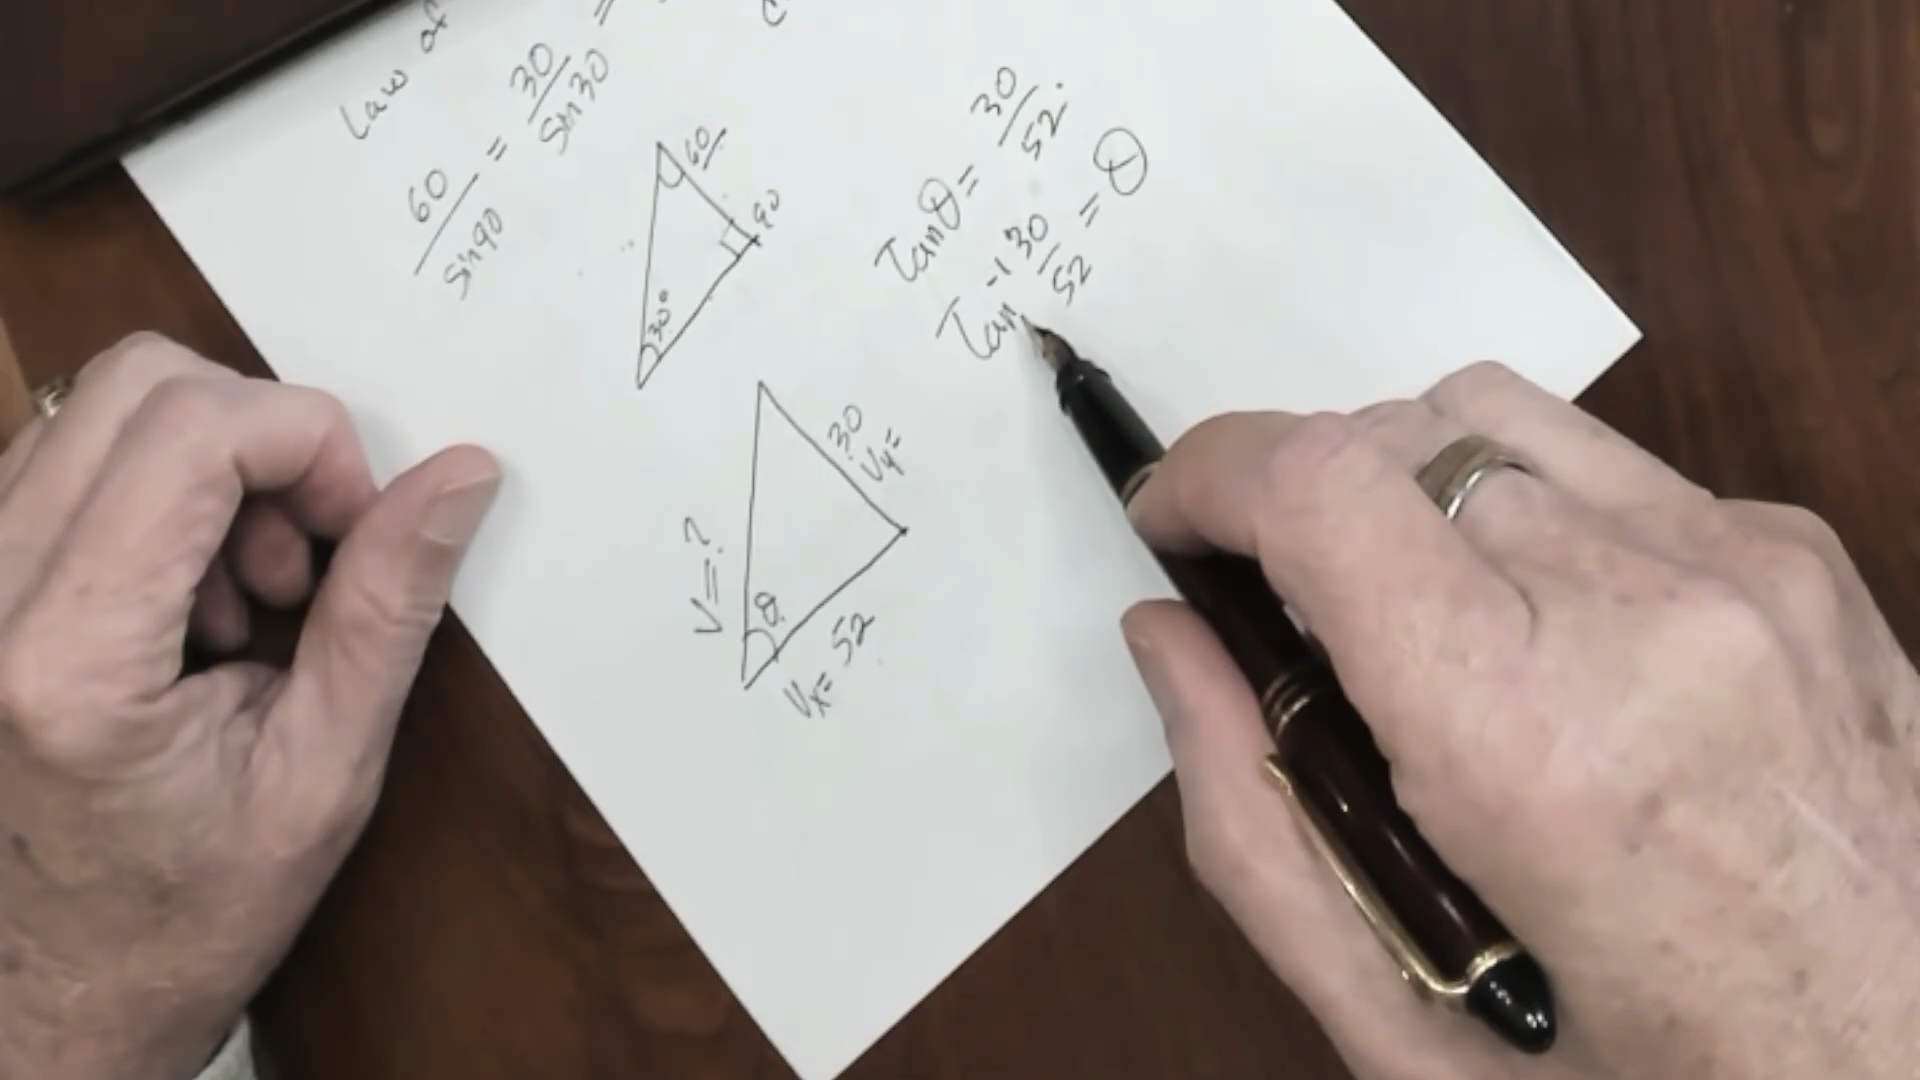 Law of
60/sin90 = 30/sin30 =
60
90
30°
Tanθ = 30/52
Tan⁻¹ 30/52 = θ
30
Vy=
V=?
θ
Vx= 52